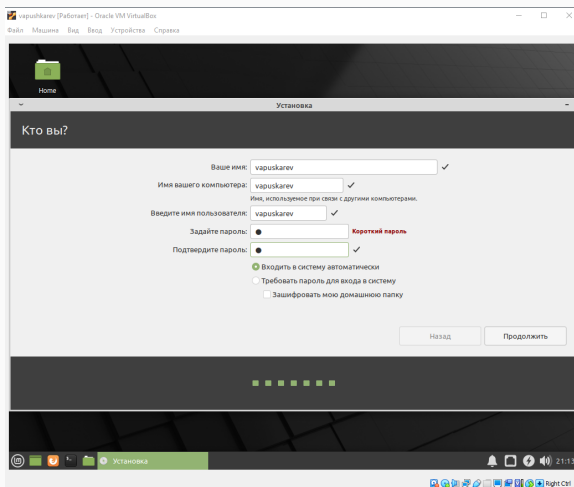 vapushkarev [Работает] - Oracle VM VirtualBox
Файл Машина Вид Ввод Устройства Справка
Home
Установка
Кто вы?
Ваше имя: vapuskarev
Имя вашего компьютера: vapuskarev
Имя, используемое при связи с другими компьютерами.
Введите имя пользователя: vapuskarev
Задайте пароль: Короткий пароль
Подтвердите пароль:
Входить в систему автоматически
Требовать пароль для входа в систему
Зашифровать мою домашнюю папку
Назад Продолжить
Установка 21:13
Right Ctrl